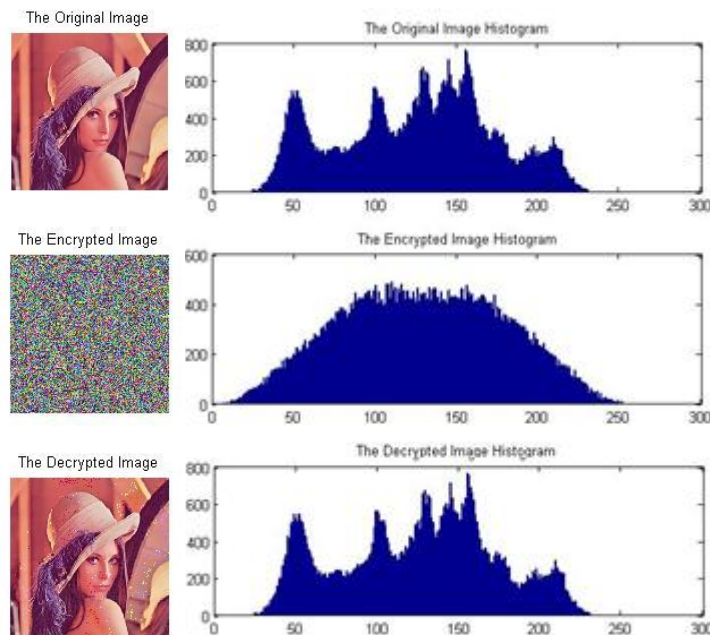 The Original Image
The Original Image Histogram
800
600
400
200
0
0 50 100 150 200 250 300
The Encrypted Image
The Encrypted Image Histogram
600
400
200
0
0 50 100 150 200 250 300
The Decrypted Image
The Decrypted Image Histogram
800
600
400
200
0
0 50 100 150 200 250 300